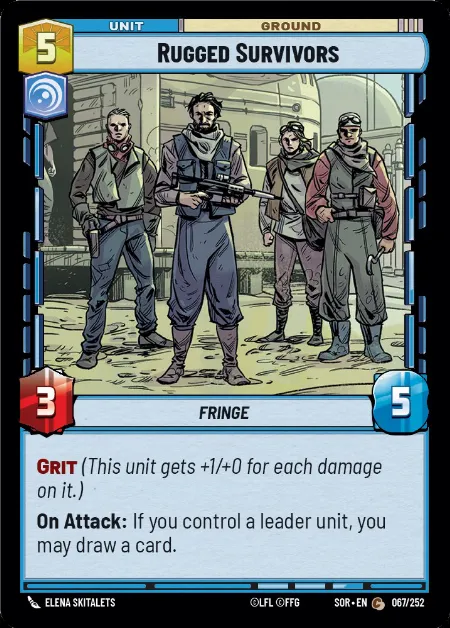 5
UNIT
GROUND
RUGGED SURVIVORS
3
FRINGE
5
GRIT (This unit gets +1/+0 for each damage
on it.)
On Attack: If you control a leader unit, you
may draw a card.
ELENA SKITALETS
©LFL ©FFG
SOR • EN C 067/252